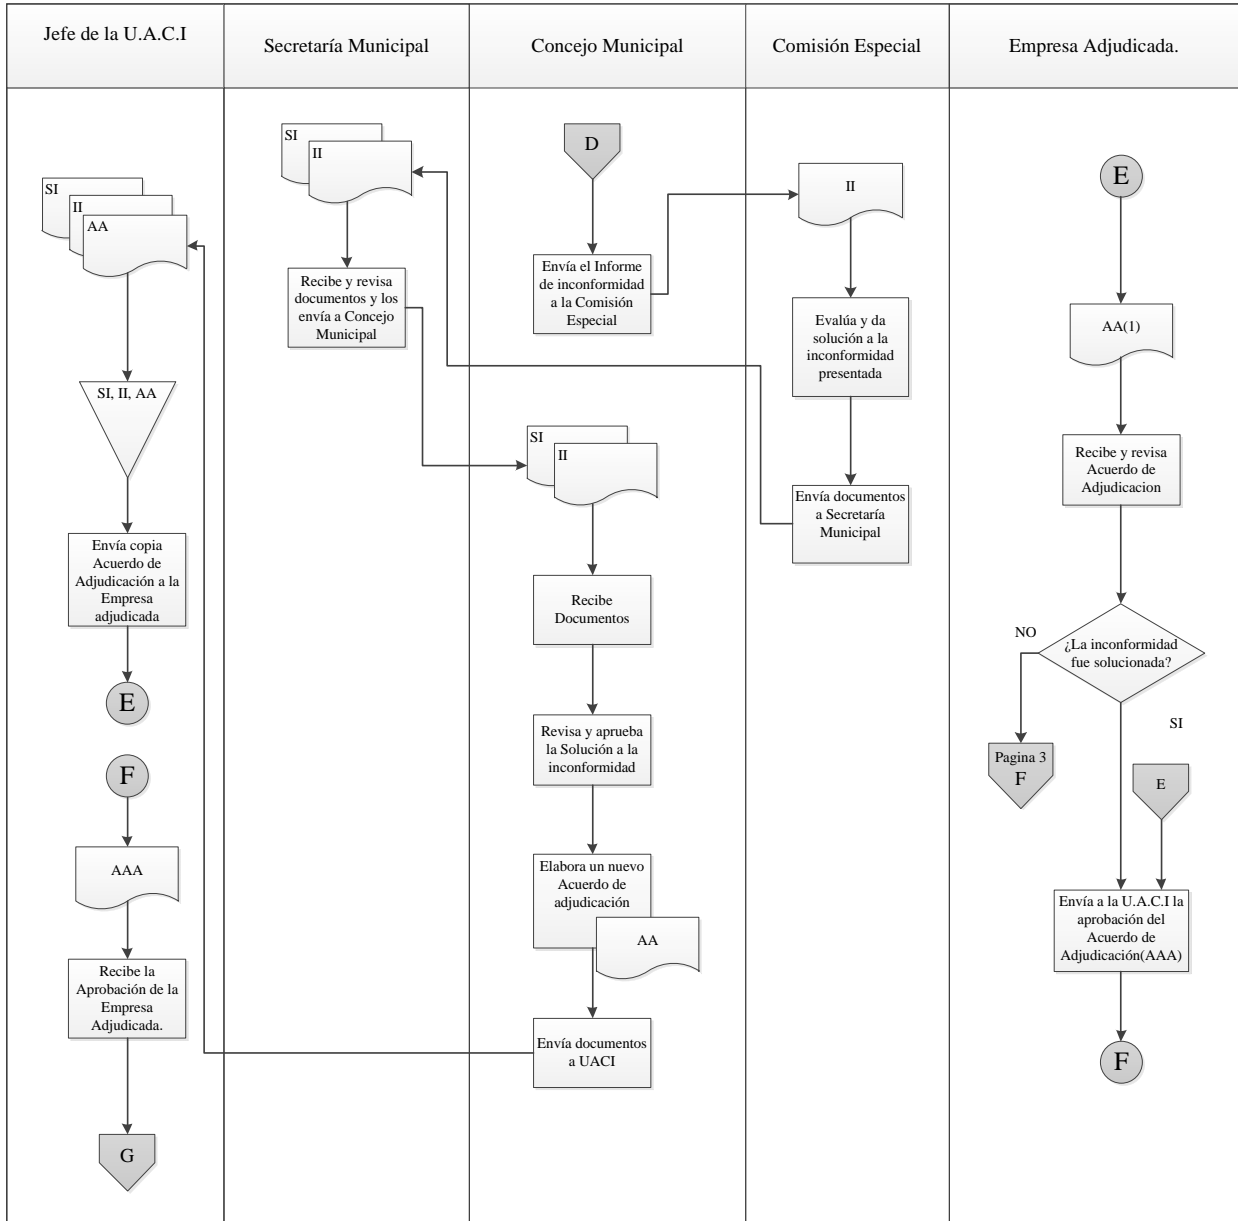 Jefe de la U.A.C.I
Secretaría Municipal
Concejo Municipal
Comisión Especial
Empresa Adjudicada.
SI
II
AA
SI, II, AA
Envía copia
Acuerdo de
Adjudicación a la
Empresa
adjudicada
E
F
AAA
Recibe la
Aprobación de la
Empresa
Adjudicada.
G
SI
II
Recibe y revisa
documentos y los
envía a Concejo
Municipal
D
Envía el Informe
de inconformidad
a la Comisión
Especial
SI
II
Recibe
Documentos
Revisa y aprueba
la Solución a la
inconformidad
Elabora un nuevo
Acuerdo de
adjudicación
AA
Envía documentos
a UACI
II
Evalúa y da
solución a la
inconformidad
presentada
Envía documentos
a Secretaría
Municipal
E
AA(1)
Recibe y revisa
Acuerdo de
Adjudicacion
¿La inconformidad
fue solucionada?
NO
SI
Pagina 3
F
E
Envía a la U.A.C.I la
aprobación del
Acuerdo de
Adjudicación(AAA)
F